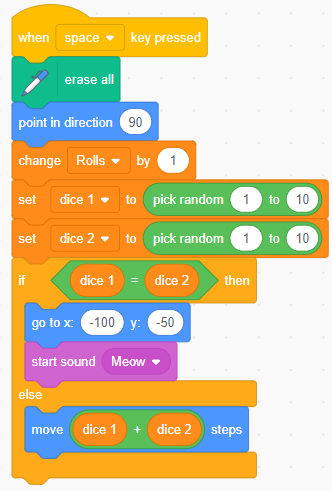 when space key pressed
erase all
point in direction 90
change Rolls by 1
set dice 1 to pick random 1 to 10
set dice 2 to pick random 1 to 10
if dice 1 = dice 2 then
go to x: -100 y: -50
start sound Meow
else
move dice 1 + dice 2 steps